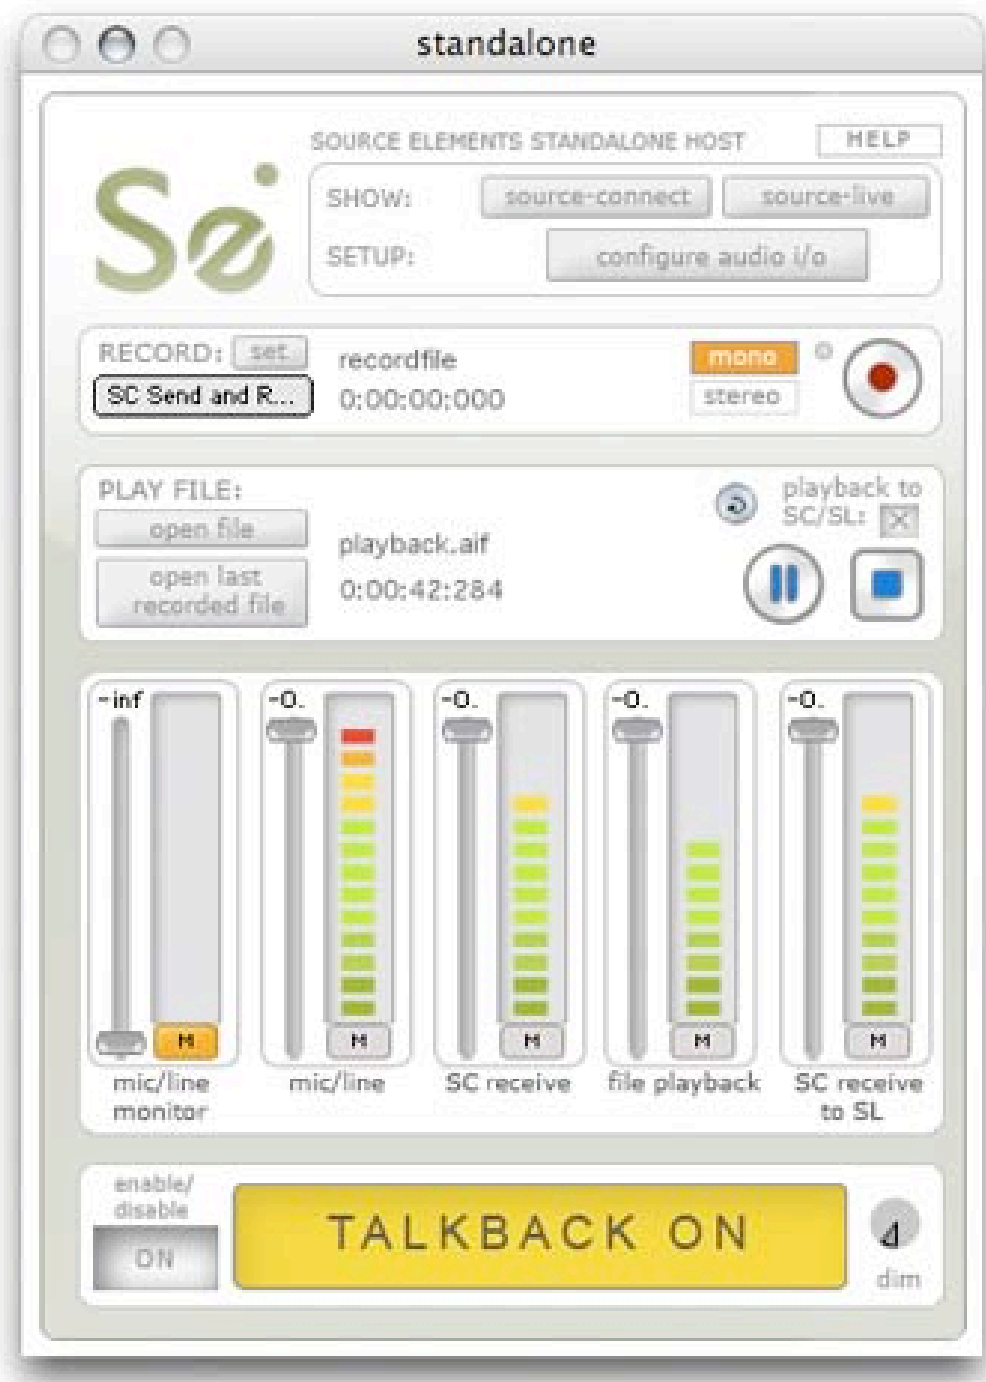 standalone
Se
SOURCE ELEMENTS STANDALONE HOST
HELP
SHOW:
source-connect
source-live
SETUP:
configure audio i/o
RECORD:
set
recordfile
mono
SC Send and R...
0:00:00:000
stereo
PLAY FILE:
playback to
SC/SL:
open file
playback.aif
open last
recorded file
0:00:42:284
-inf
-0.
-0.
-0.
-0.
M
M
M
M
M
mic/line
monitor
mic/line
SC receive
file playback
SC receive
to SL
enable/
disable
ON
TALKBACK ON
dim